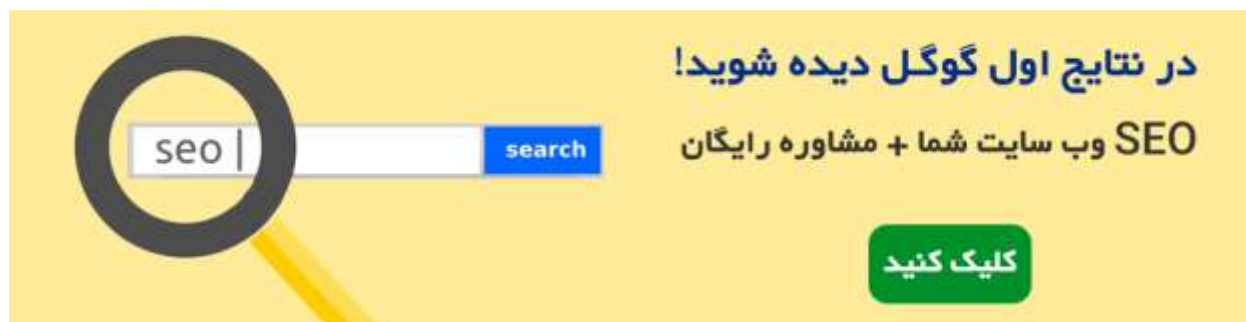 در نتایج اول گوگل دیده شوید!
SEO وب سایت شما + مشاوره رایگان
کلیک کنید
seo |
search